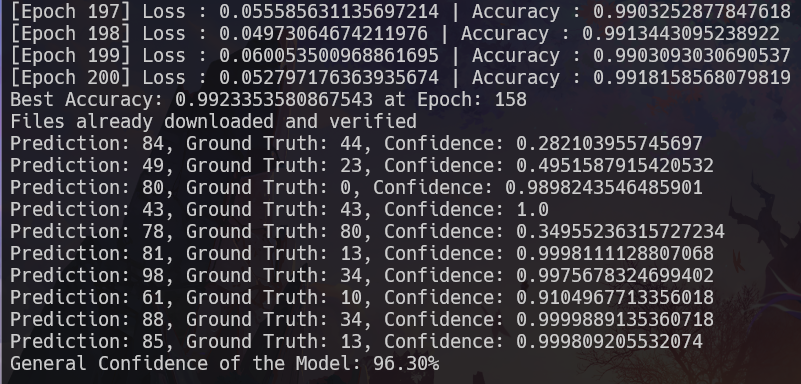 [Epoch 197] Loss : 0.055585631135697214 | Accuracy : 0.9903252877847618
[Epoch 198] Loss : 0.04973064674211976 | Accuracy : 0.9913443095238922
[Epoch 199] Loss : 0.060053500968861695 | Accuracy : 0.9903093030690537
[Epoch 200] Loss : 0.052797176363935674 | Accuracy : 0.9918158568079819
Best Accuracy: 0.9923353580867543 at Epoch: 158
Files already downloaded and verified
Prediction: 84, Ground Truth: 44, Confidence: 0.282103955745697
Prediction: 49, Ground Truth: 23, Confidence: 0.4951587915420532
Prediction: 80, Ground Truth: 0, Confidence: 0.9898243546485901
Prediction: 43, Ground Truth: 43, Confidence: 1.0
Prediction: 78, Ground Truth: 80, Confidence: 0.34955236315727234
Prediction: 81, Ground Truth: 13, Confidence: 0.9998111128807068
Prediction: 98, Ground Truth: 34, Confidence: 0.9975678324699402
Prediction: 61, Ground Truth: 10, Confidence: 0.9104967713356018
Prediction: 88, Ground Truth: 34, Confidence: 0.9999889135360718
Prediction: 85, Ground Truth: 13, Confidence: 0.999809205532074
General Confidence of the Model: 96.30%